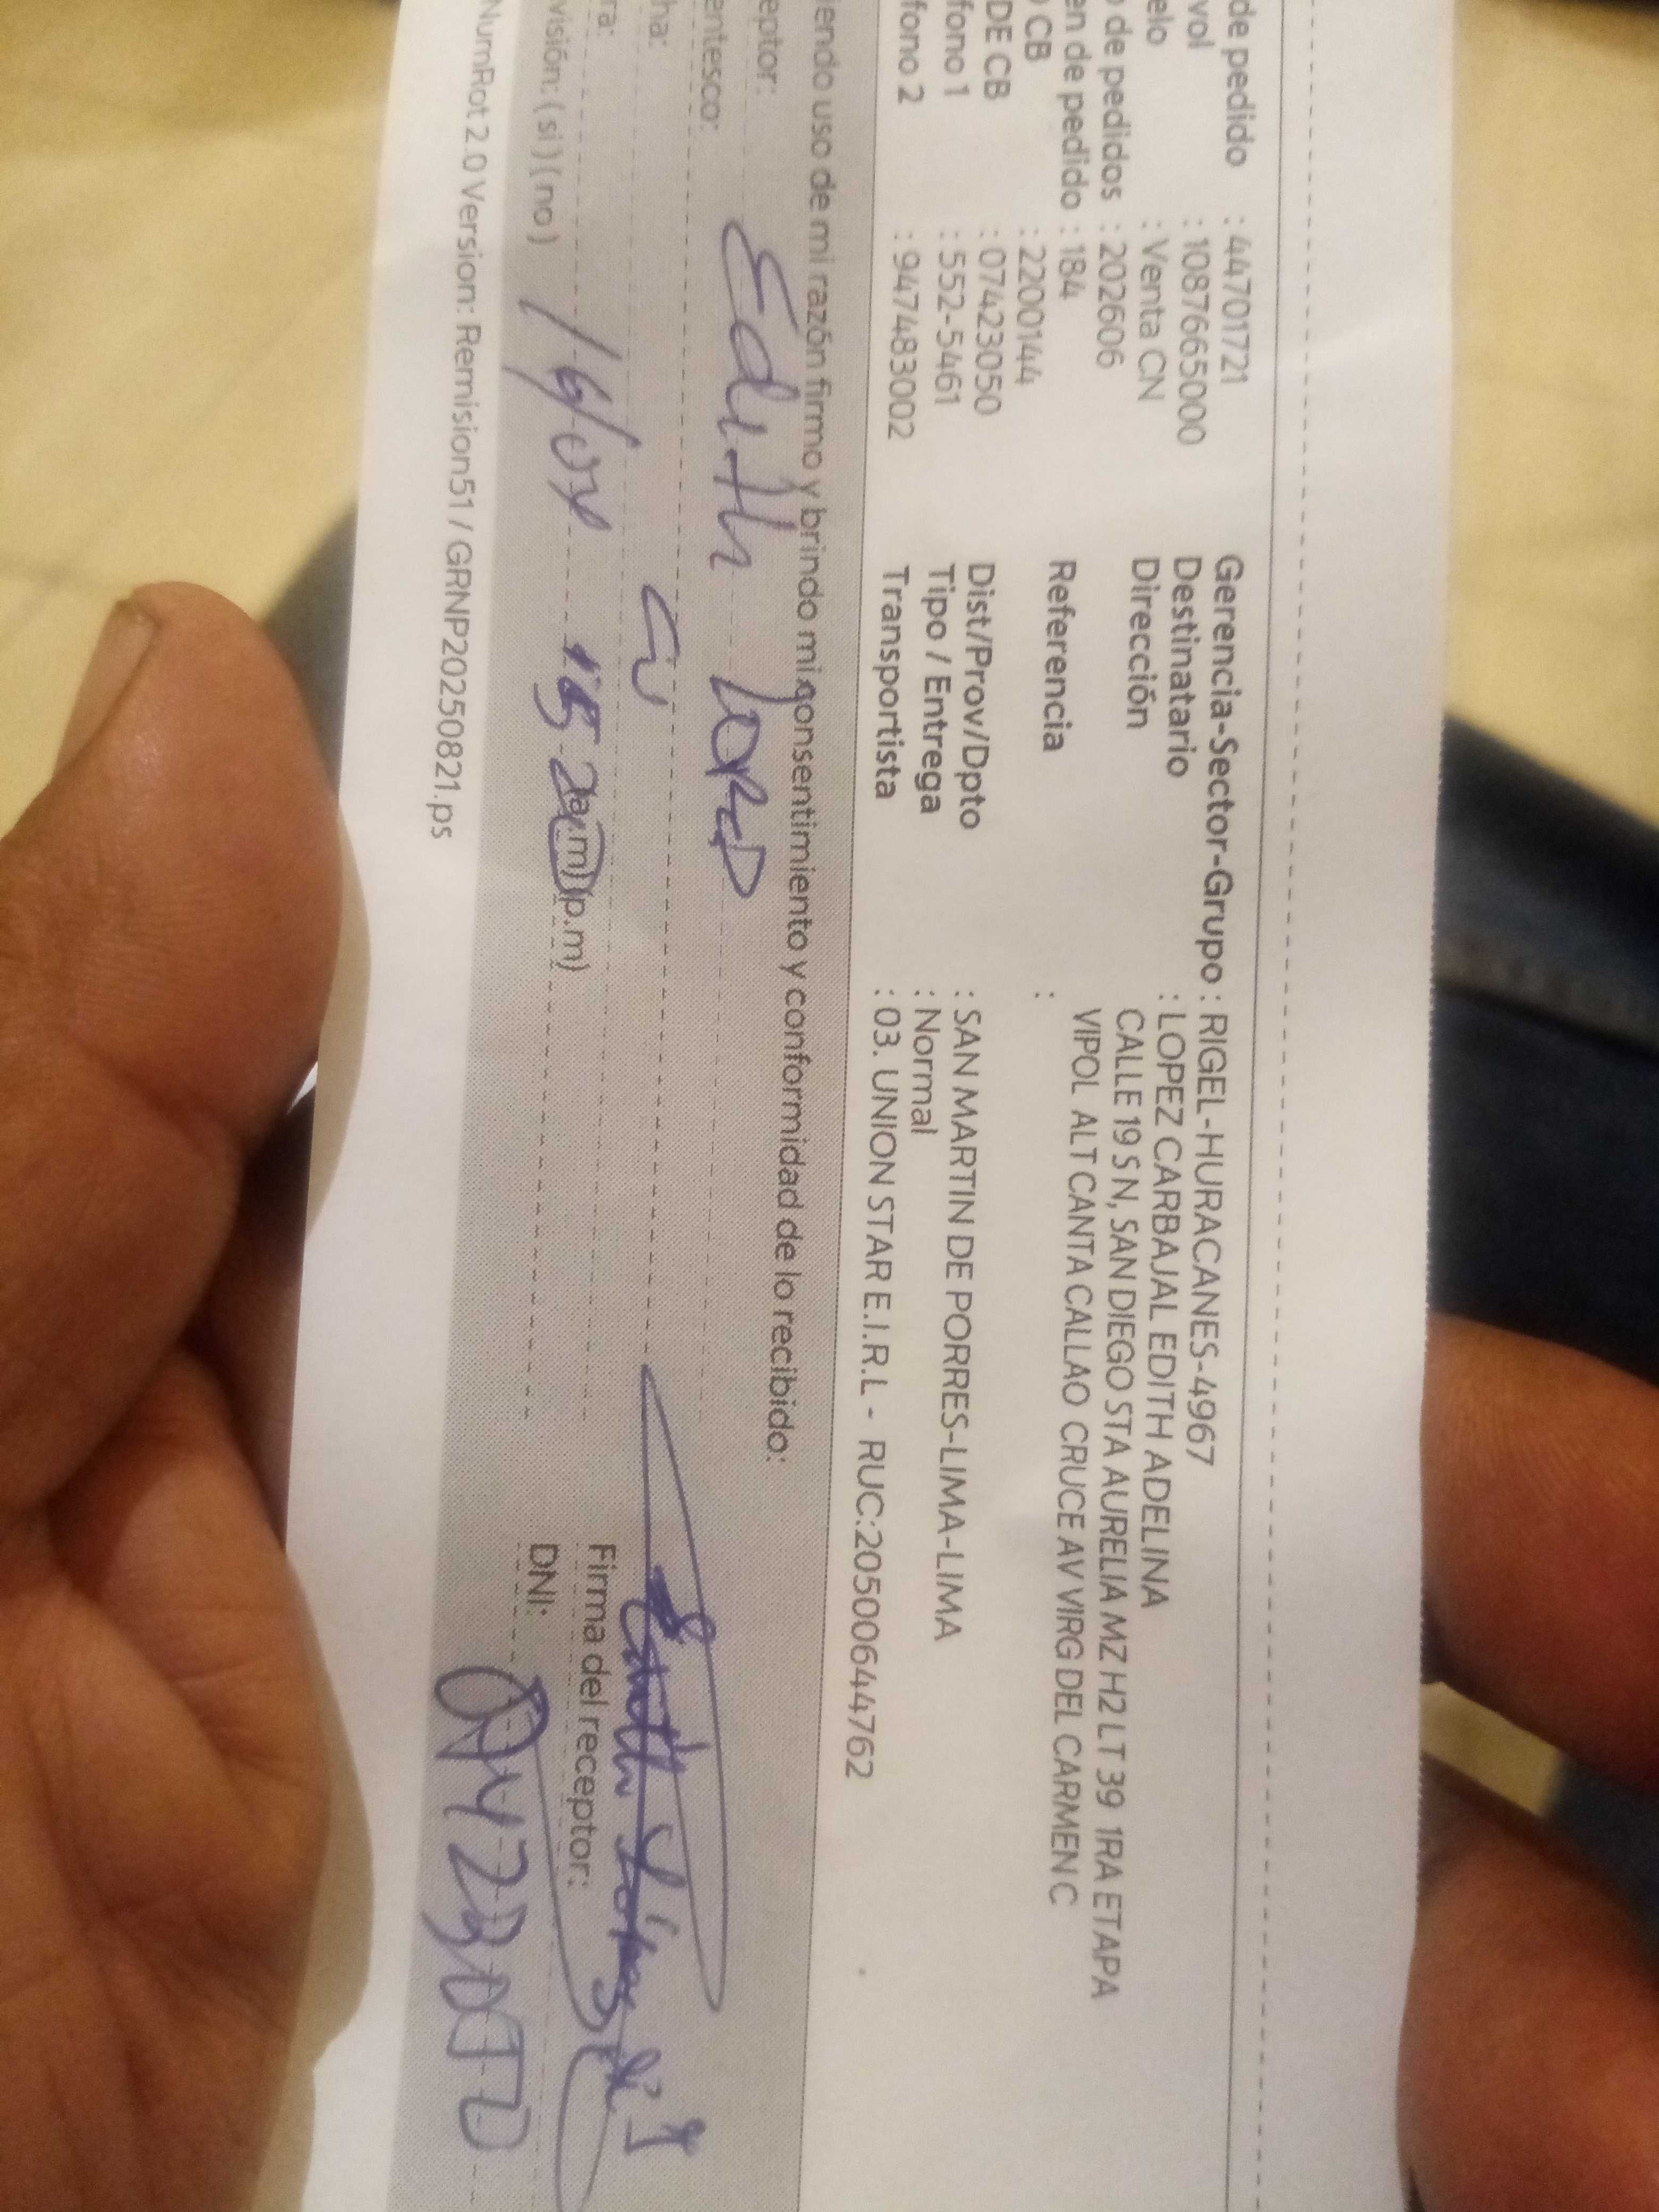 de pedido : 44701721 Gerencia-Sector-Grupo : RIGEL-HURACANES-4967
vol : 1087665000 Destinatario : LOPEZ CARBAJAL EDITH ADELINA
elo : Venta CN Dirección CALLE 19 S N, SAN DIEGO STA AURELIA MZ H2 LT 39 1RA ETAPA
de pedidos : 202606 VIPOL ALT CANTA CALLAO CRUCE AV VIRG DEL CARMEN C
en de pedido : 184 Referencia :
CB : 2200144
DE CB : 07423050 Dist/Prov/Dpto : SAN MARTIN DE PORRES-LIMA-LIMA
fono 1 : 552-5461 Tipo / Entrega : Normal
fono 2 : 947483002 Transportista : 03. UNION STAR E.I.R.L - RUC:20500644762
iendo uso de mi razón firmo y brindo mi consentimiento y conformidad de lo recibido:
eptor: Edith
entesco:
ha:
ra: (a.m)(p.m) Firma del receptor:
visión: (si)(no) DNI: 07423050
NumRot 2.0 Version: Remision51 / GRNP20250821.ps